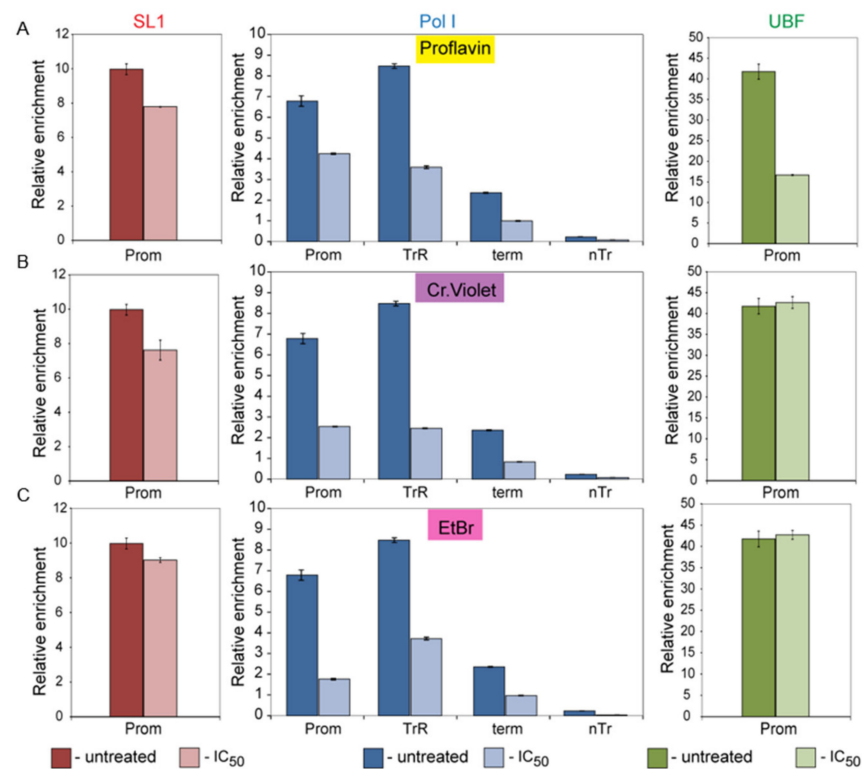 A SL1 Pol I UBF
Proflavin
Relative enrichment Relative enrichment Relative enrichment
12 10 8 6 4 2 0
10 9 8 7 6 5 4 3 2 1 0
50 45 40 35 30 25 20 15 10 5 0
Prom Prom TrR term nTr Prom
B
Cr.Violet
Relative enrichment Relative enrichment Relative enrichment
12 10 8 6 4 2 0
10 9 8 7 6 5 4 3 2 1 0
50 45 40 35 30 25 20 15 10 5 0
Prom Prom TrR term nTr Prom
C
EtBr
Relative enrichment Relative enrichment Relative enrichment
12 10 8 6 4 2 0
10 9 8 7 6 5 4 3 2 1 0
50 45 40 35 30 25 20 15 10 5 0
Prom Prom TrR term nTr Prom
- untreated - IC50 - untreated - IC50 - untreated - IC50